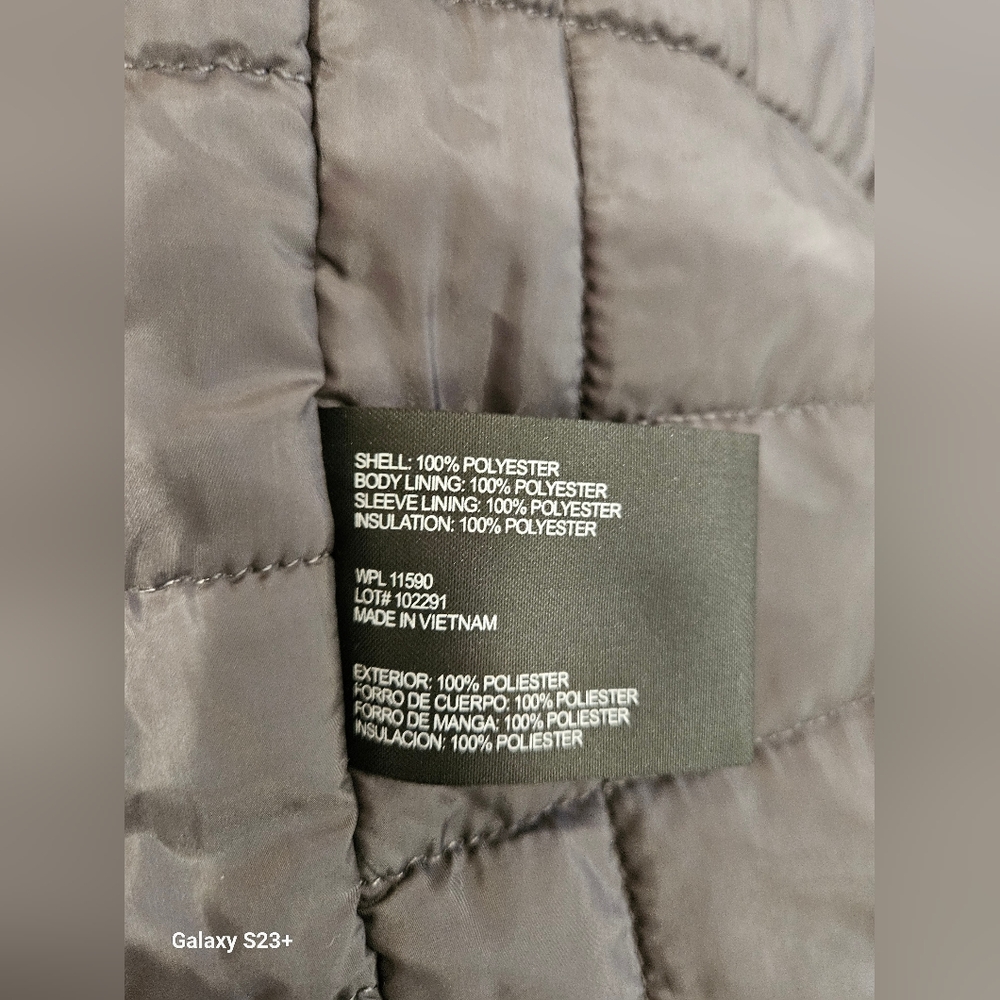 SHELL: 100% POLYESTER
BODY LINING: 100% POLYESTER
SLEEVE LINING: 100% POLYESTER
INSULATION: 100% POLYESTER
WPL 11590
LOT# 102291
MADE IN VIETNAM
EXTERIOR: 100% POLIESTER
FORRO DE CUERPO: 100% POLIESTER
FORRO DE MANGA: 100% POLIESTER
INSULACION: 100% POLIESTER
Galaxy S23+